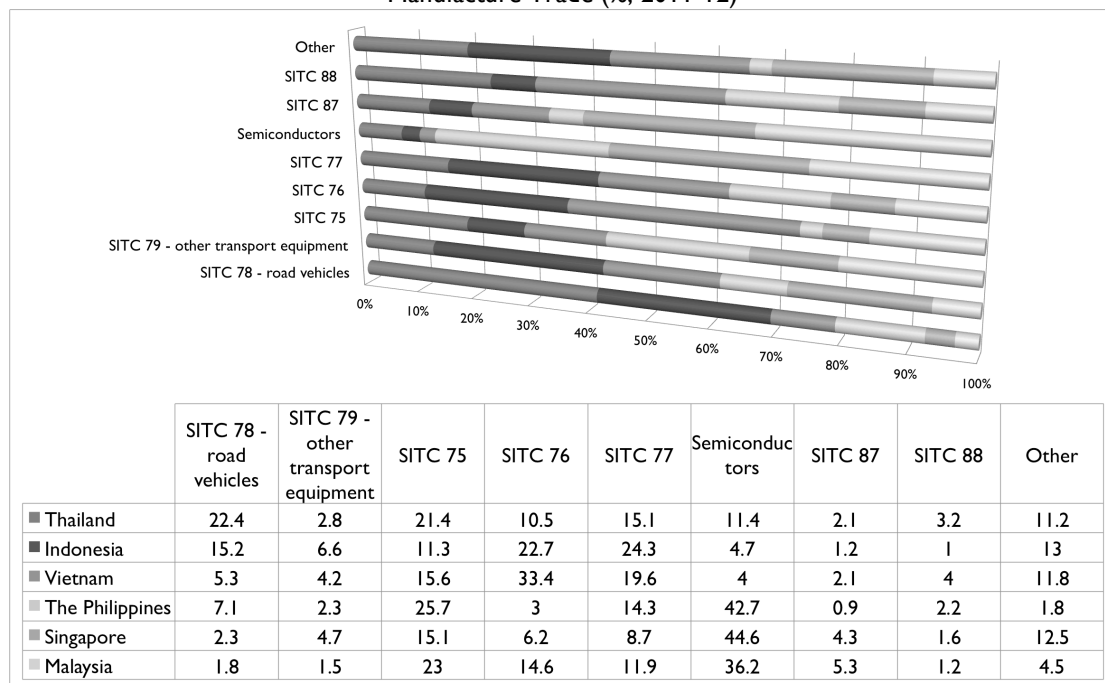 Manufacture Trade (%, 2011-12)
Other
SITC 88
SITC 87
Semiconductors
SITC 77
SITC 76
SITC 75
SITC 79 - other transport equipment
SITC 78 - road vehicles
0%
10%
20%
30%
40%
50%
60%
70%
80%
90%
100%
SITC 78 -
road
vehicles
SITC 79 -
other
transport
equipment
SITC 75
SITC 76
SITC 77
Semiconduc
tors
SITC 87
SITC 88
Other
Thailand 22.4 2.8 21.4 10.5 15.1 11.4 2.1 3.2 11.2
Indonesia 15.2 6.6 11.3 22.7 24.3 4.7 1.2 1 13
Vietnam 5.3 4.2 15.6 33.4 19.6 4 2.1 4 11.8
The Philippines 7.1 2.3 25.7 3 14.3 42.7 0.9 2.2 1.8
Singapore 2.3 4.7 15.1 6.2 8.7 44.6 4.3 1.6 12.5
Malaysia 1.8 1.5 23 14.6 11.9 36.2 5.3 1.2 4.5